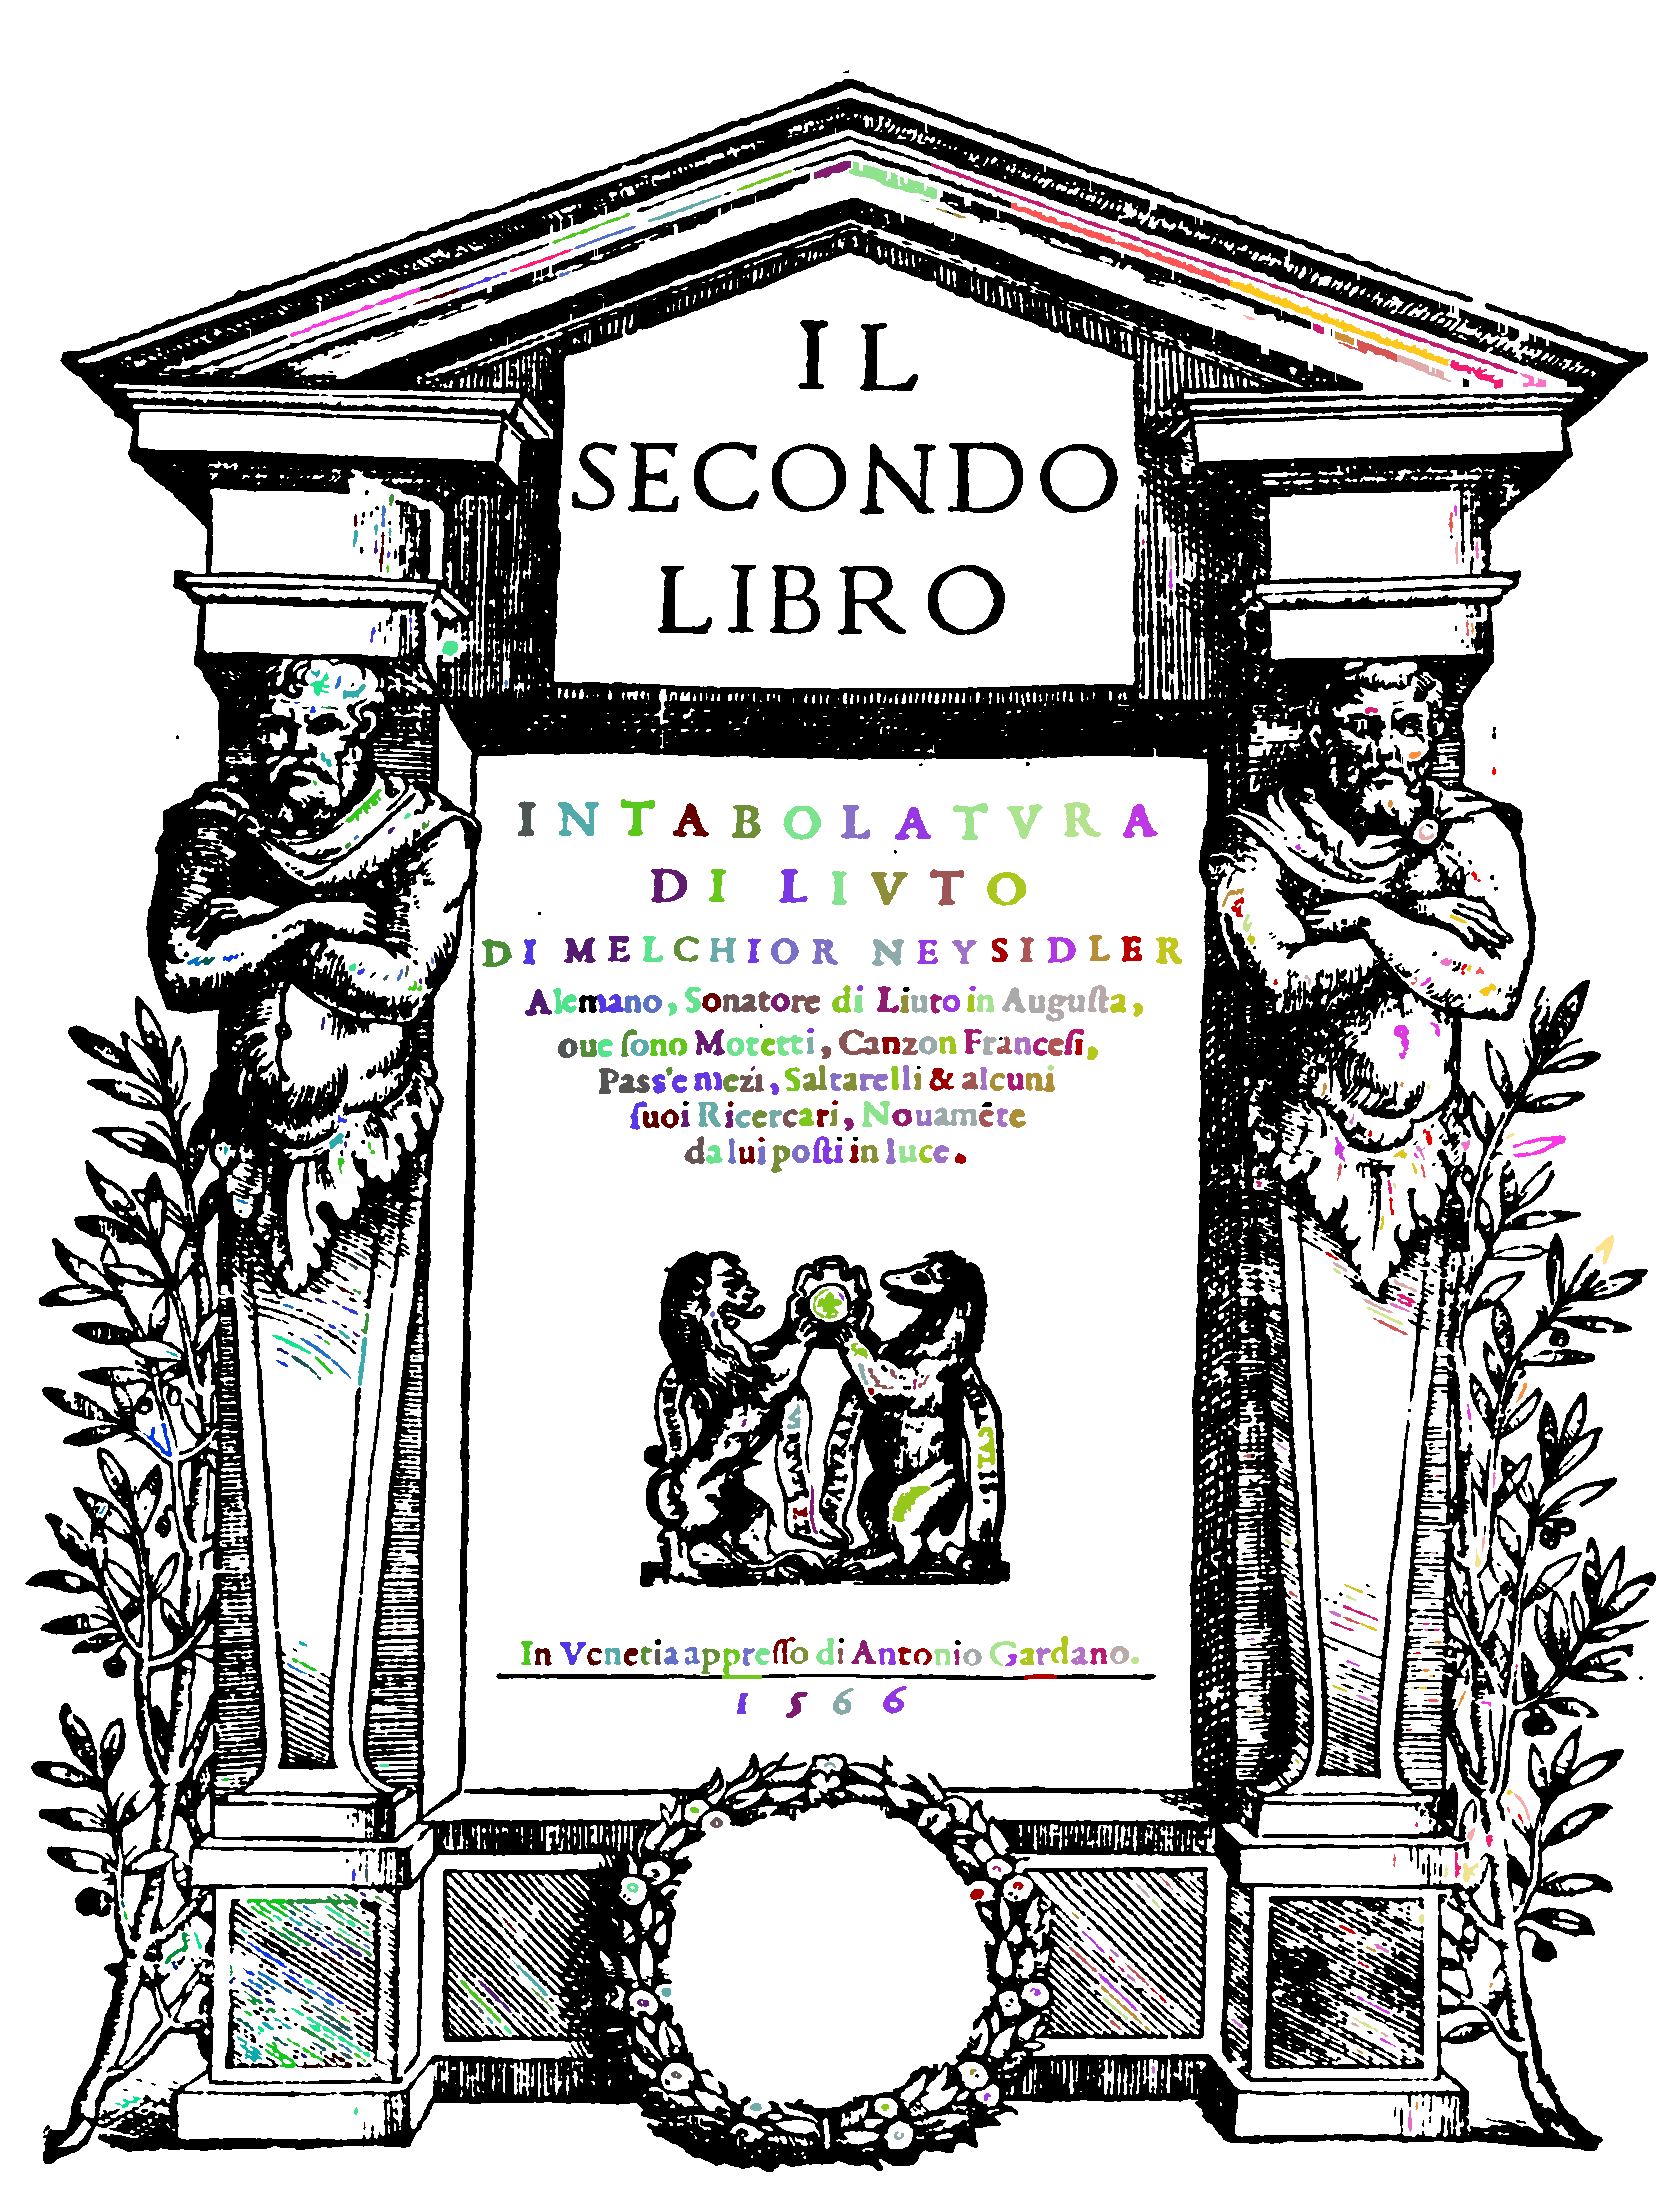 IL
SECONDO
LIBRO
INTABOLATVRA
DI LIVTO
DI MELCHIOR NEYSIDLER
Alemano, Sonatore di Liuto in Auguſta,
oue ſono Motetti, Canzon Franceſi,
Pass'e mezi, Saltarelli & alcuni
ſuoi Ricercari, Nouamēte
da lui poſti in luce.
In Venetia appreſſo di Antonio Gardano.
1566